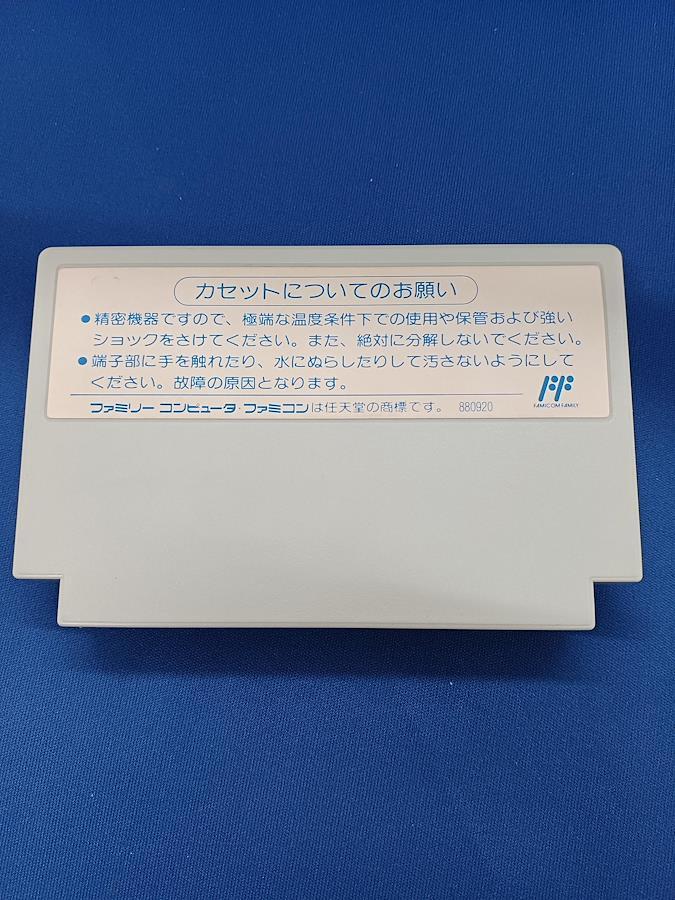 カセットについてのお願い
●精密機器ですので、極端な温度条件下での使用や保管および強い
ショックをさけてください。また、絶対に分解しないでください。
●端子部に手を触れたり、水にぬらしたりして汚さないようにして
ください。故障の原因となります。
ファミリー コンピュータ・ファミコンは任天堂の商標です。 880920
FAMICOM FAMILY